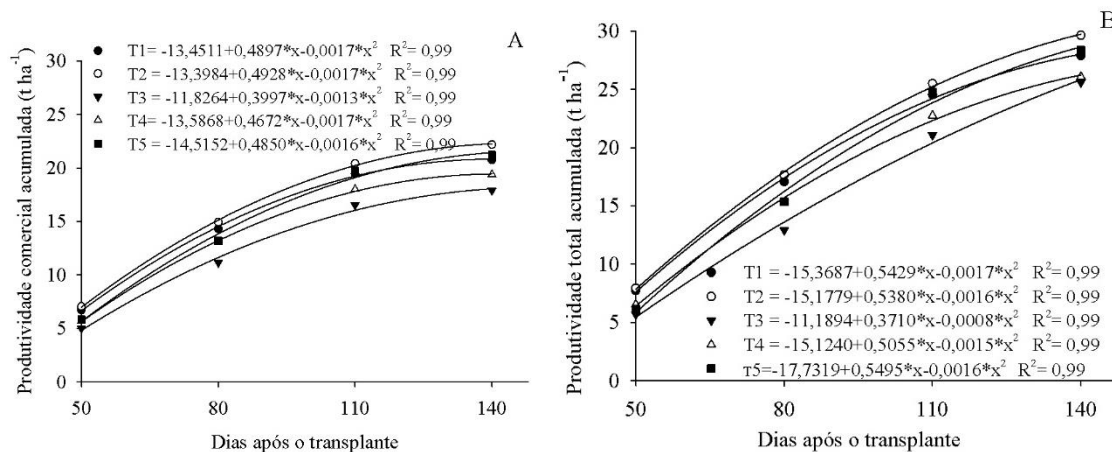 A
T1= -13,4511+0,4897*x-0,0017*x² R²= 0,99
T2 = -13,3984+0,4928*x-0,0017*x² R²= 0,99
T3 = -11,8264+0,3997*x-0,0013*x² R²= 0,99
T4= -13,5868+0,4672*x-0,0017*x² R²= 0,99
T5= -14,5152+0,4850*x-0,0016*x² R²= 0,99
Produtividade comercial acumulada (t ha⁻¹)
30
25
20
15
10
5
0
50 80 110 140
Dias após o transplante
B
Produtividade total acumulada (t ha⁻¹)
30
25
20
15
10
5
0
T1 = -15,3687+0,5429*x-0,0017*x² R²= 0,99
T2 = -15,1779+0,5380*x-0,0016*x² R²= 0,99
T3 = -11,1894+0,3710*x-0,0008*x² R²= 0,99
T4 = -15,1240+0,5055*x-0,0015*x² R²= 0,99
T5=-17,7319+0,5495*x-0,0016*x² R²= 0,99
50 80 110 140
Dias após o transplante